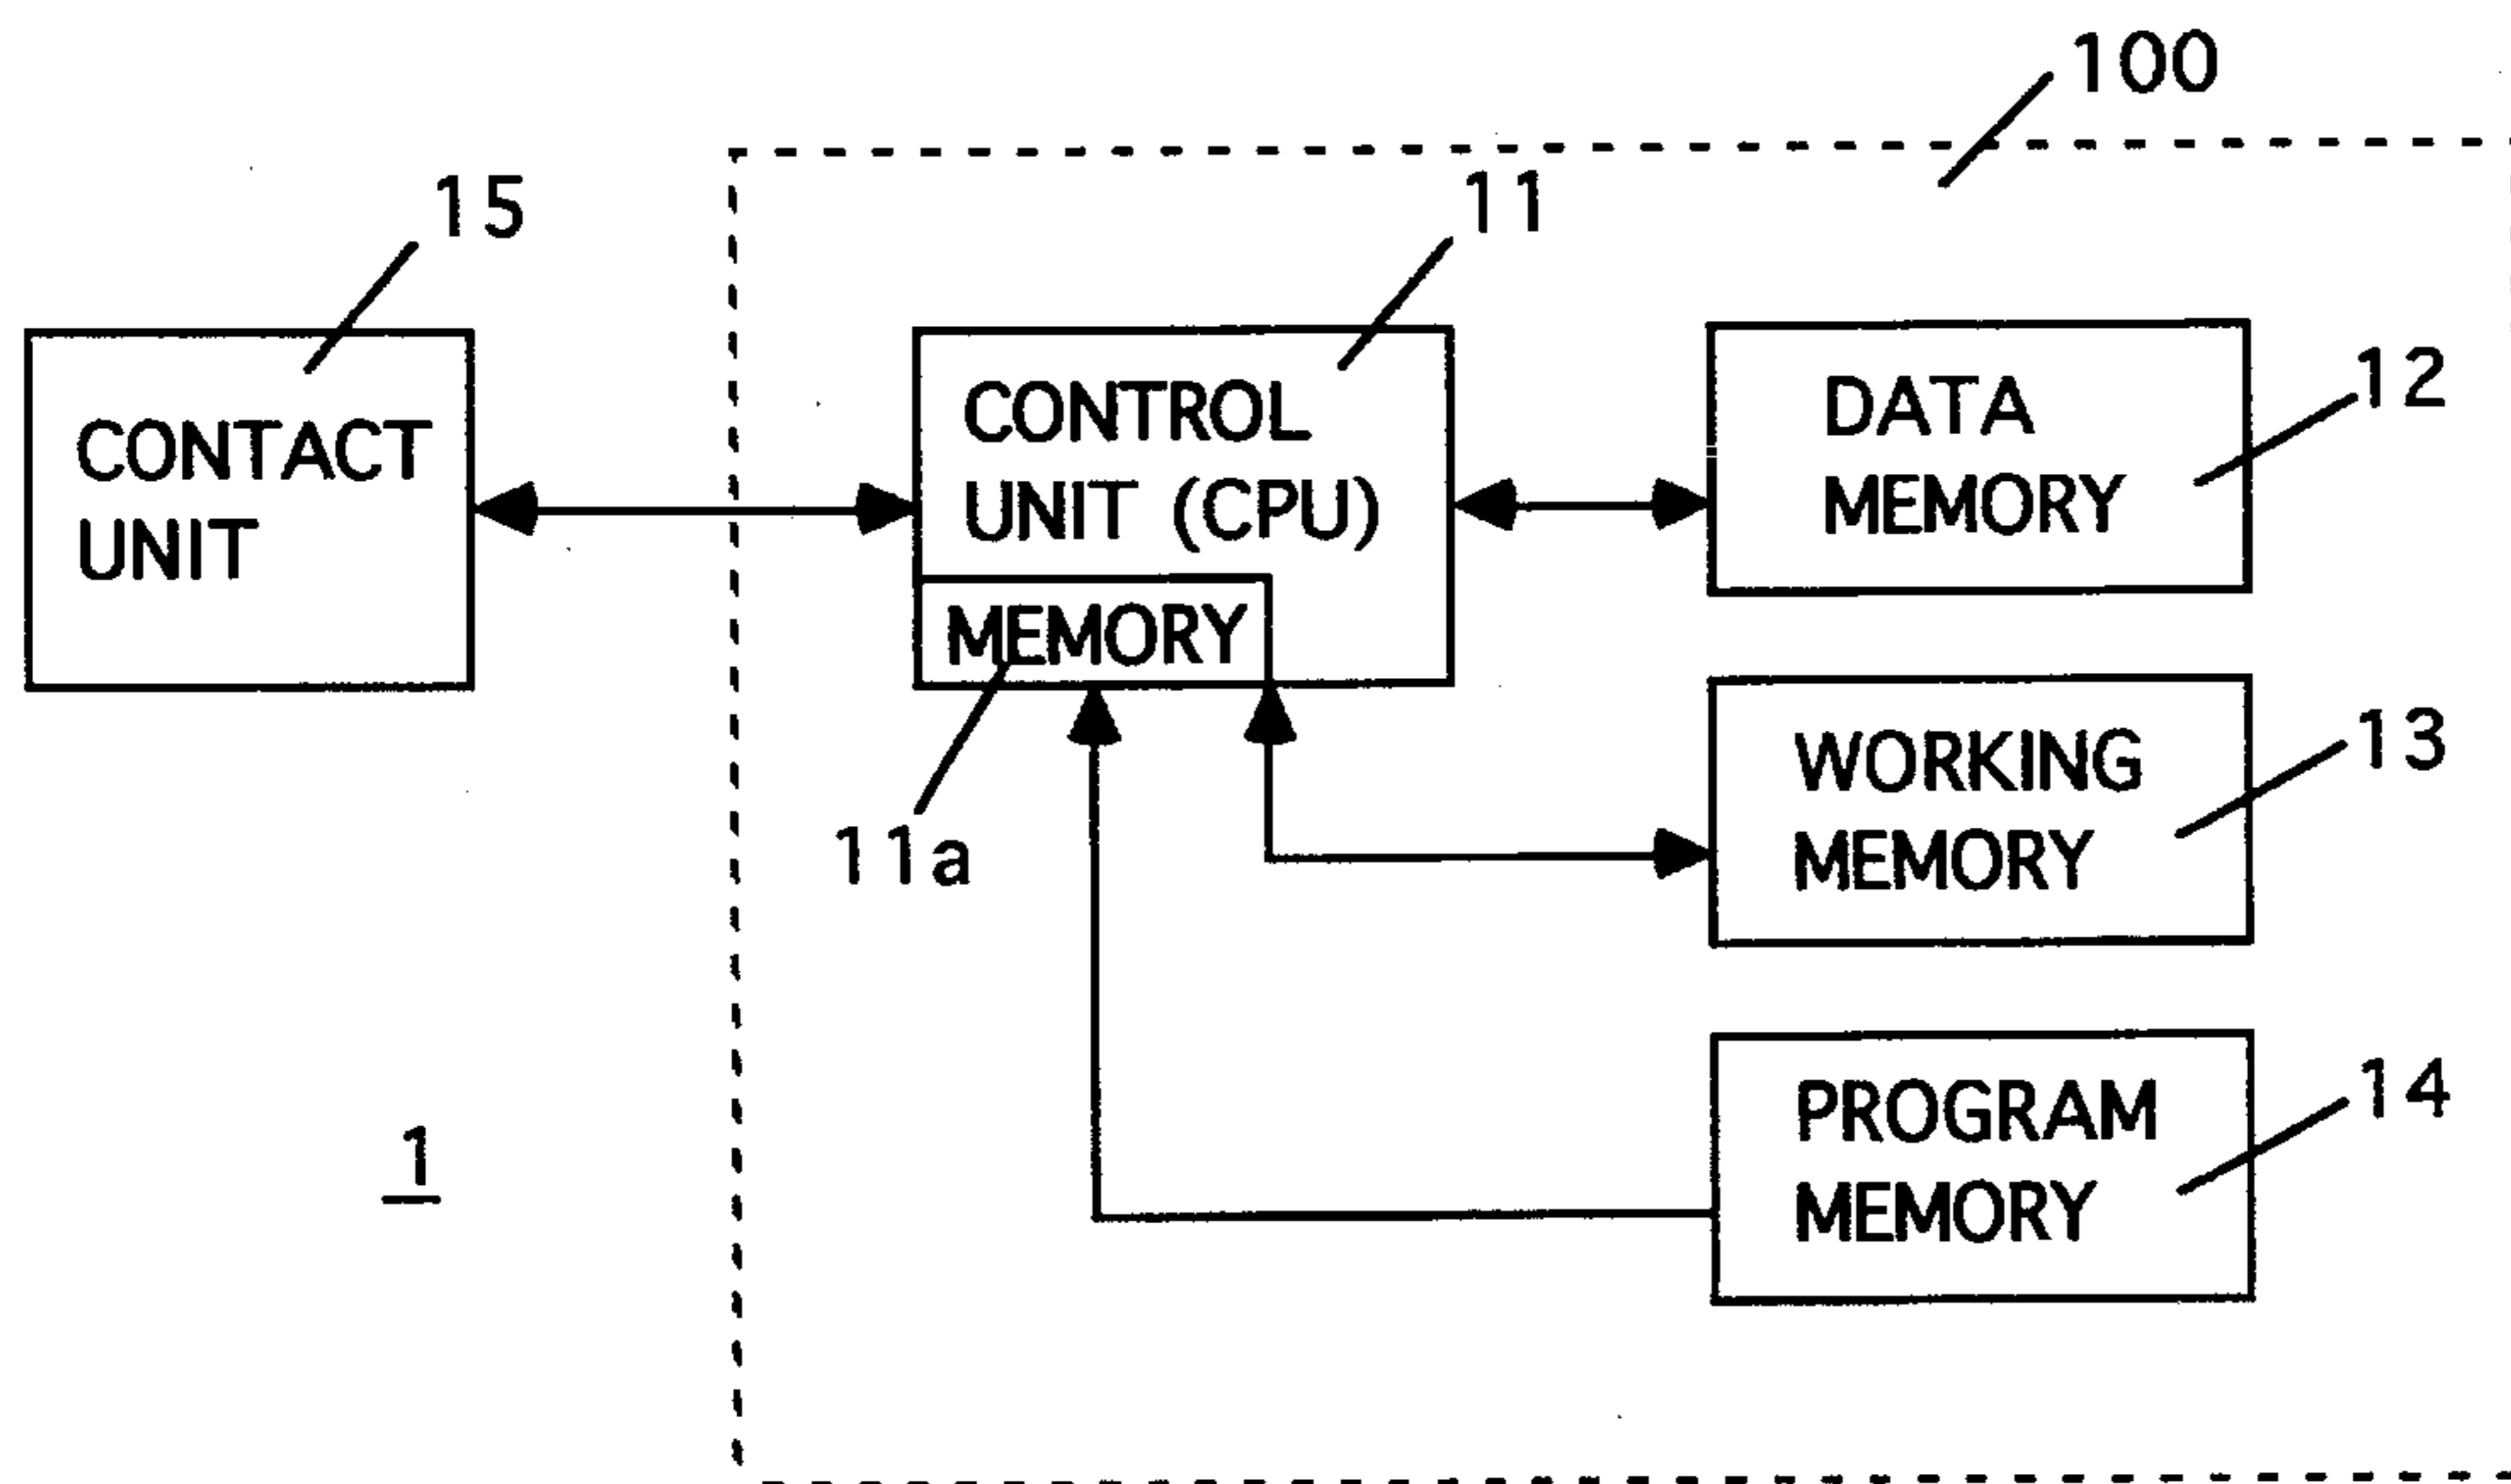 100
15
11
CONTACT
UNIT
CONTROL
UNIT (CPU)
MEMORY
11a
DATA
MEMORY
12
WORKING
MEMORY
13
PROGRAM
MEMORY
14
1